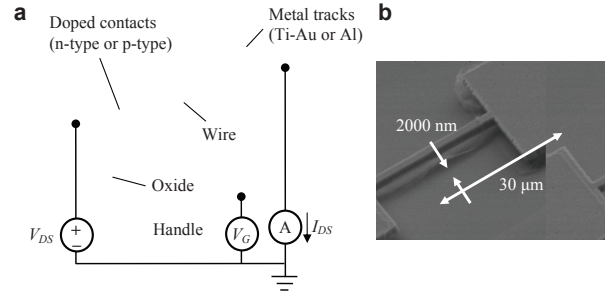 a
Doped contacts
(n-type or p-type)
Metal tracks
(Ti-Au or Al)
Wire
Oxide
V_DS
+
−
Handle
V_G
A
I_DS
b
2000 nm
30 μm